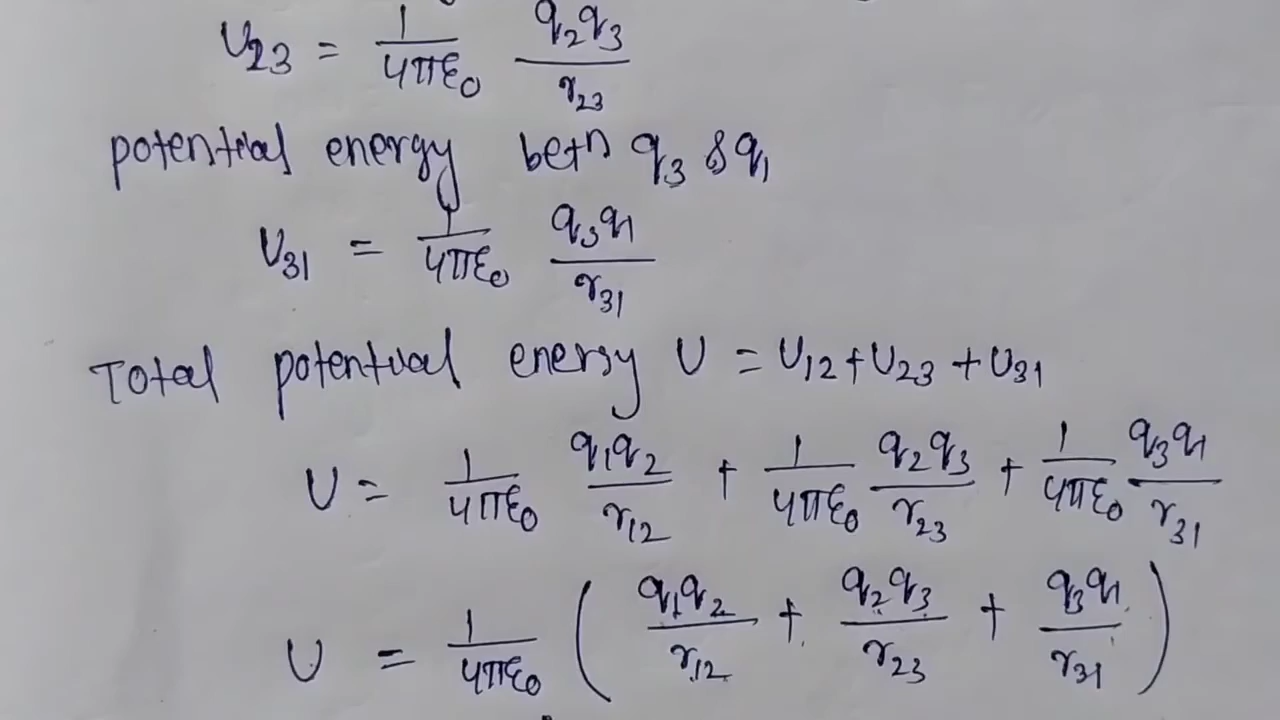 U₂₃ = 1/4πε₀ q₂q₃/r₂₃
potential energy betn q₃ & q₁
U₃₁ = 1/4πε₀ q₃q₁/r₃₁
Total potential energy U = U₁₂ + U₂₃ + U₃₁
U = 1/4πε₀ q₁q₂/r₁₂ + 1/4πε₀ q₂q₃/r₂₃ + 1/4πε₀ q₃q₁/r₃₁
U = 1/4πε₀ ( q₁q₂/r₁₂ + q₂q₃/r₂₃ + q₃q₁/r₃₁ )